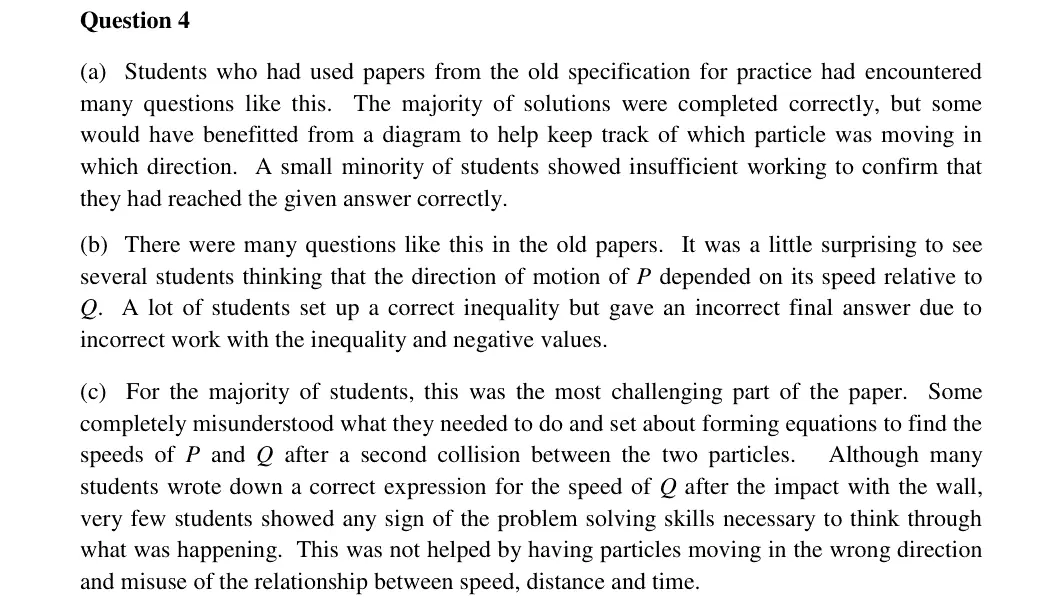 Question 4
(a) Students who had used papers from the old specification for practice had encountered
many questions like this. The majority of solutions were completed correctly, but some
would have benefitted from a diagram to help keep track of which particle was moving in
which direction. A small minority of students showed insufficient working to confirm that
they had reached the given answer correctly.
(b) There were many questions like this in the old papers. It was a little surprising to see
several students thinking that the direction of motion of P depended on its speed relative to
Q. A lot of students set up a correct inequality but gave an incorrect final answer due to
incorrect work with the inequality and negative values.
(c) For the majority of students, this was the most challenging part of the paper. Some
completely misunderstood what they needed to do and set about forming equations to find the
speeds of P and Q after a second collision between the two particles. Although many
students wrote down a correct expression for the speed of Q after the impact with the wall,
very few students showed any sign of the problem solving skills necessary to think through
what was happening. This was not helped by having particles moving in the wrong direction
and misuse of the relationship between speed, distance and time.